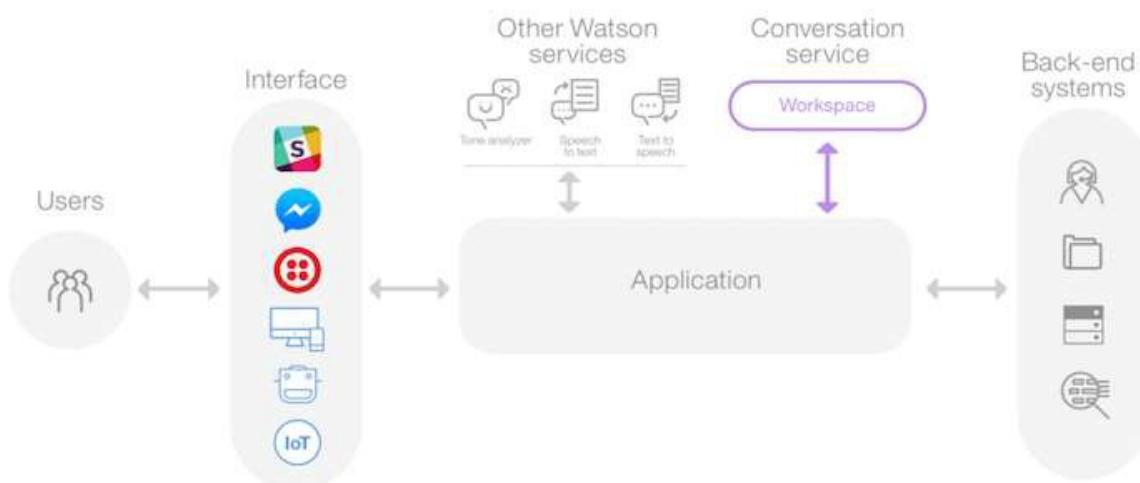 Users
Interface
S
IoT
Other Watson
services
Tone analyzer
Speech
to text
Text to
speech
Conversation
service
Workspace
Application
Back-end
systems